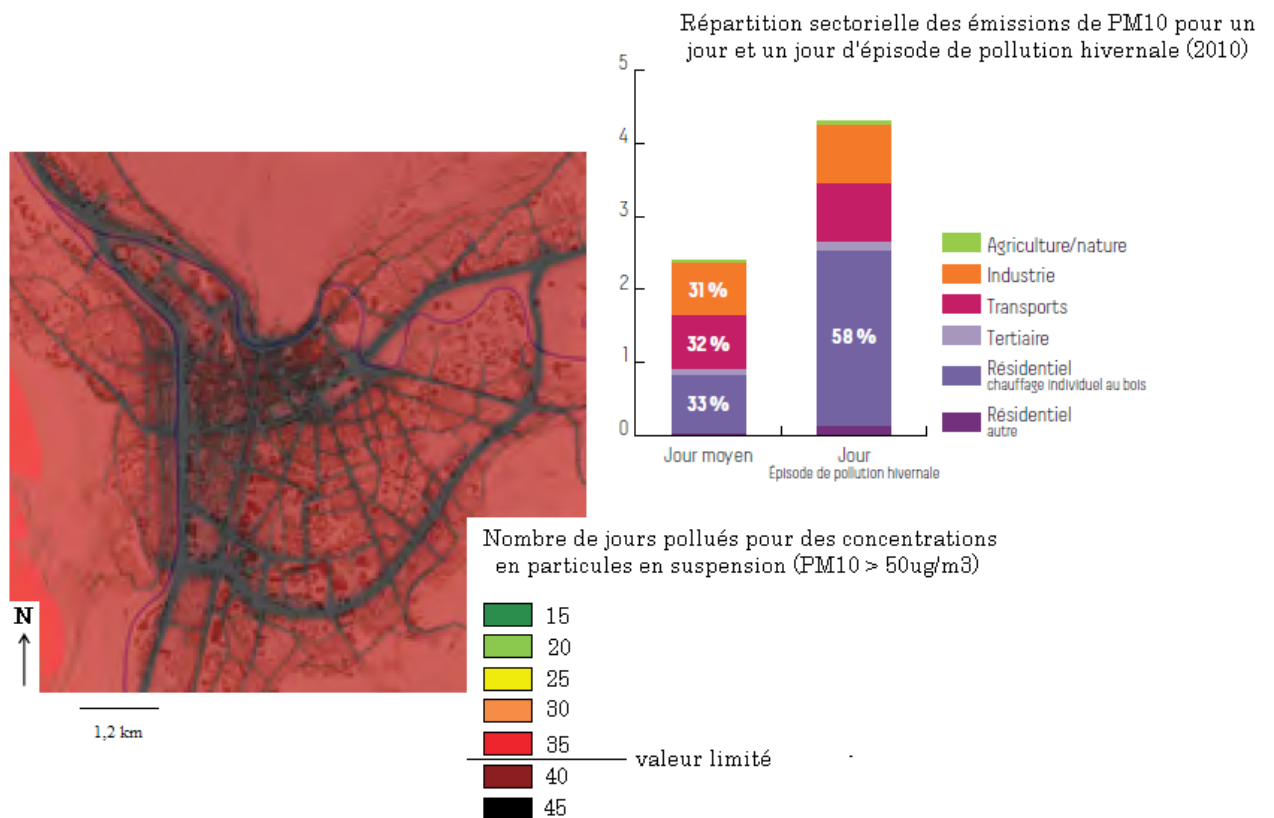 Répartition sectorielle des émissions de PM10 pour un
jour et un jour d'épisode de pollution hivernale (2010)
5
4
3
2
1
0
31 %
32 %
33 %
58 %
Jour moyen
Jour
Épisode de pollution hivernale
Agriculture/nature
Industrie
Transports
Tertiaire
Résidentiel
chauffage individuel au bois
Résidentiel
autre
N
1,2 km
Nombre de jours pollués pour des concentrations
en particules en suspension (PM10 > 50ug/m3)
15
20
25
30
35
valeur limité
40
45